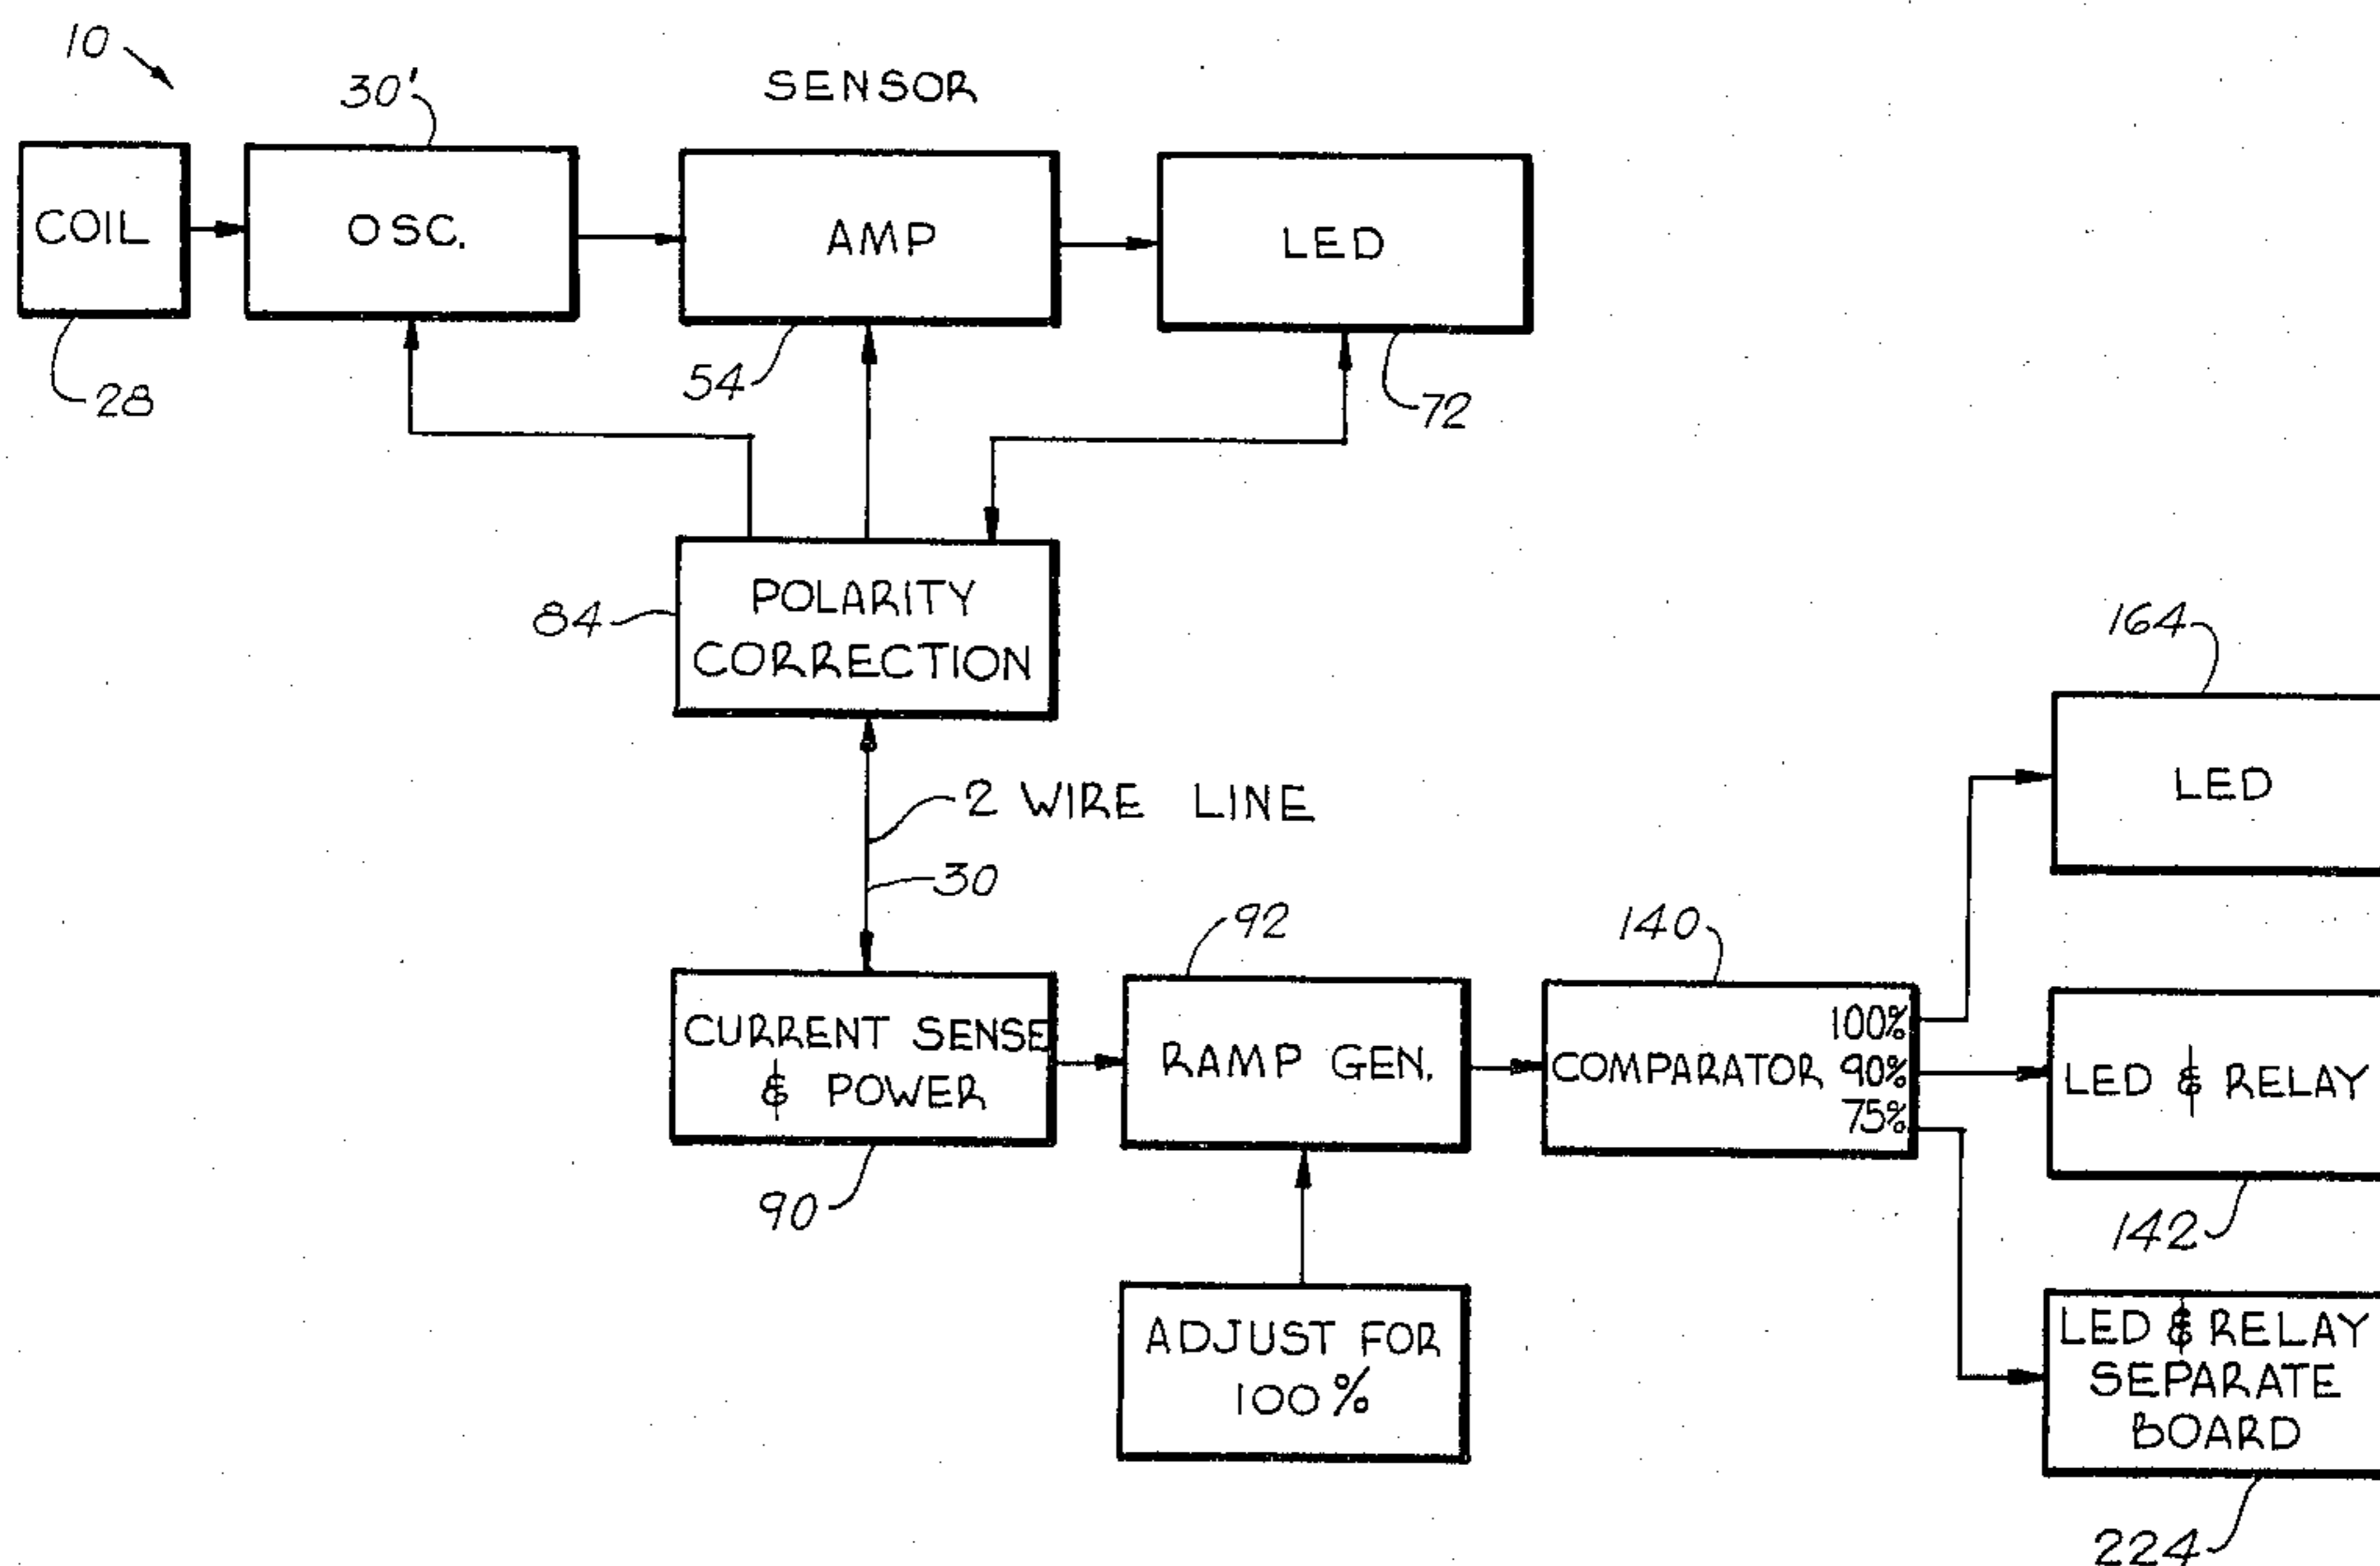 10
30'
SENSOR
COIL
OSC.
AMP
LED
28
54
72
84
POLARITY
CORRECTION
2 WIRE LINE
30
164
LED
92
140
CURRENT SENSE
& POWER
RAMP GEN.
COMPARATOR
100%
90%
75%
LED & RELAY
90
142
ADJUST FOR
100%
LED & RELAY
SEPARATE
BOARD
224